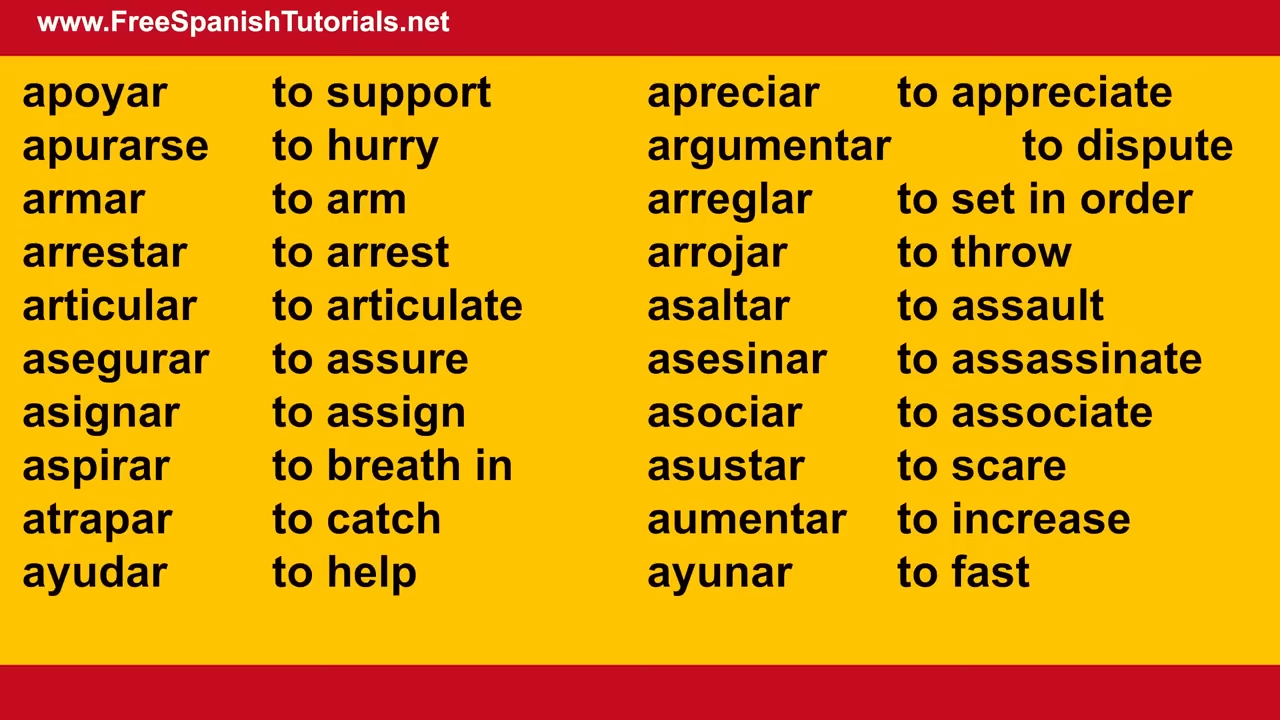 www.FreeSpanishTutorials.net
apoyar to support apreciar to appreciate
apurarse to hurry argumentar to dispute
armar to arm arreglar to set in order
arrestar to arrest arrojar to throw
articular to articulate asaltar to assault
asegurar to assure asesinar to assassinate
asignar to assign asociar to associate
aspirar to breath in asustar to scare
atrapar to catch aumentar to increase
ayudar to help ayunar to fast